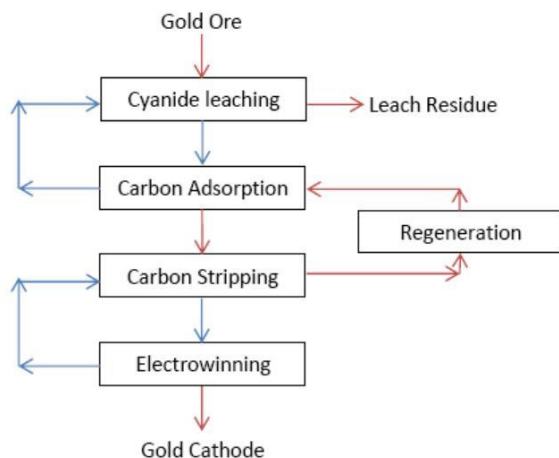 Gold Ore
Cyanide leaching
Leach Residue
Carbon Adsorption
Regeneration
Carbon Stripping
Electrowinning
Gold Cathode